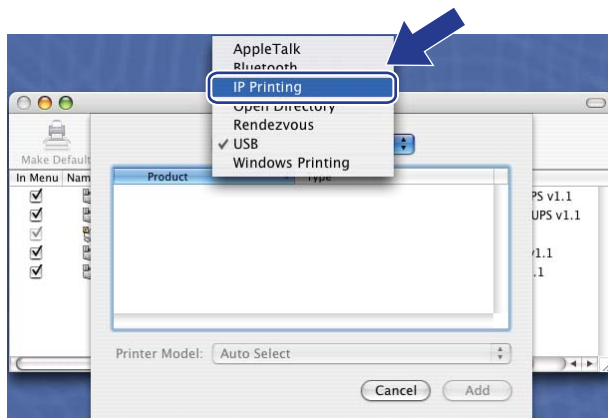 AppleTalk
Bluetooth
IP Printing
Open Directory
Rendezvous
✓ USB
Windows Printing
Make Default
In Menu Nam
Product Type
PS v1.1
UPS v1.1
v1.1
.1
Printer Model: Auto Select
Cancel Add